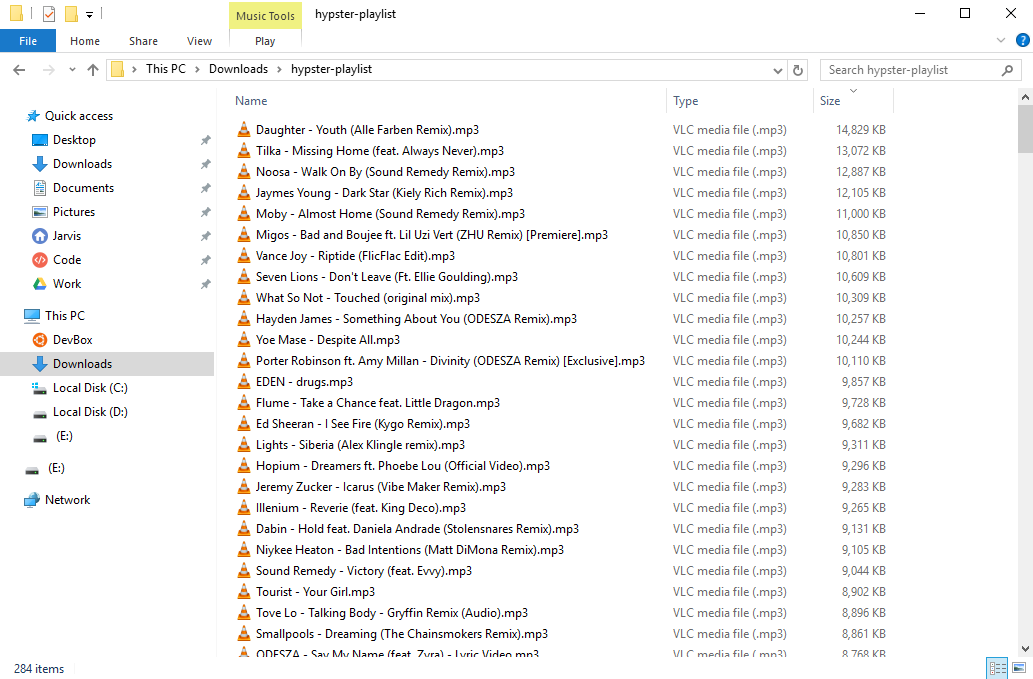 Music Tools hypster-playlist
File Home Share View Play
This PC Downloads hypster-playlist Search hypster-playlist
Quick access
Desktop
Downloads
Documents
Pictures
Jarvis
Code
Work
This PC
DevBox
Downloads
Local Disk (C:)
Local Disk (D:)
(E:)
(E:)
Network
Name Type Size
Daughter - Youth (Alle Farben Remix).mp3 VLC media file (.mp3) 14,829 KB
Tilka - Missing Home (feat. Always Never).mp3 VLC media file (.mp3) 13,072 KB
Noosa - Walk On By (Sound Remedy Remix).mp3 VLC media file (.mp3) 12,887 KB
Jaymes Young - Dark Star (Kiely Rich Remix).mp3 VLC media file (.mp3) 12,105 KB
Moby - Almost Home (Sound Remedy Remix).mp3 VLC media file (.mp3) 11,000 KB
Migos - Bad and Boujee ft. Lil Uzi Vert (ZHU Remix) [Premiere].mp3 VLC media file (.mp3) 10,850 KB
Vance Joy - Riptide (FlicFlac Edit).mp3 VLC media file (.mp3) 10,801 KB
Seven Lions - Don't Leave (Ft. Ellie Goulding).mp3 VLC media file (.mp3) 10,609 KB
What So Not - Touched (original mix).mp3 VLC media file (.mp3) 10,309 KB
Hayden James - Something About You (ODESZA Remix).mp3 VLC media file (.mp3) 10,257 KB
Yoe Mase - Despite All.mp3 VLC media file (.mp3) 10,244 KB
Porter Robinson ft. Amy Millan - Divinity (ODESZA Remix) [Exclusive].mp3 VLC media file (.mp3) 10,110 KB
EDEN - drugs.mp3 VLC media file (.mp3) 9,857 KB
Flume - Take a Chance feat. Little Dragon.mp3 VLC media file (.mp3) 9,728 KB
Ed Sheeran - I See Fire (Kygo Remix).mp3 VLC media file (.mp3) 9,682 KB
Lights - Siberia (Alex Klingle remix).mp3 VLC media file (.mp3) 9,311 KB
Hopium - Dreamers ft. Phoebe Lou (Official Video).mp3 VLC media file (.mp3) 9,296 KB
Jeremy Zucker - Icarus (Vibe Maker Remix).mp3 VLC media file (.mp3) 9,283 KB
Illenium - Reverie (feat. King Deco).mp3 VLC media file (.mp3) 9,265 KB
Dabin - Hold feat. Daniela Andrade (Stolensnares Remix).mp3 VLC media file (.mp3) 9,131 KB
Niykee Heaton - Bad Intentions (Matt DiMona Remix).mp3 VLC media file (.mp3) 9,105 KB
Sound Remedy - Victory (feat. Evvy).mp3 VLC media file (.mp3) 9,044 KB
Tourist - Your Girl.mp3 VLC media file (.mp3) 8,902 KB
Tove Lo - Talking Body - Gryffin Remix (Audio).mp3 VLC media file (.mp3) 8,896 KB
Smallpools - Dreaming (The Chainsmokers Remix).mp3 VLC media file (.mp3) 8,861 KB
ODESZA - Say My Name (feat. Zyra) - Lyric Video.mp3 VLC media file (.mp3) 8,768 KB
284 items